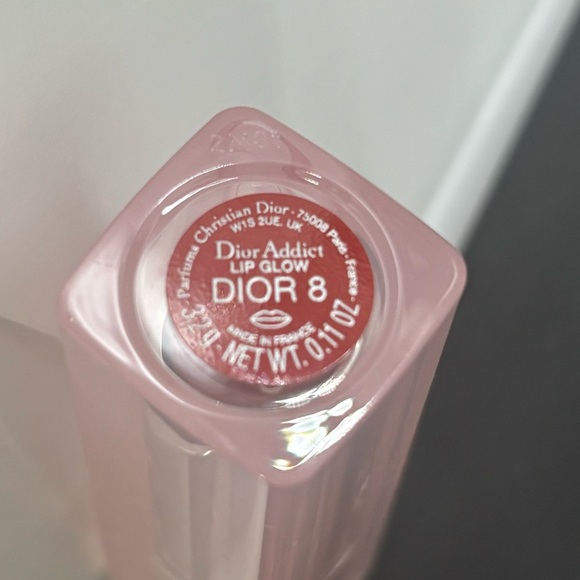 Parfums Christian Dior · 75008 Paris · France ·
W1S 2UE. UK
Dior Addict
LIP GLOW
DIOR 8
MADE IN FRANCE
3,2 g · NET WT. 0.11 OZ ·